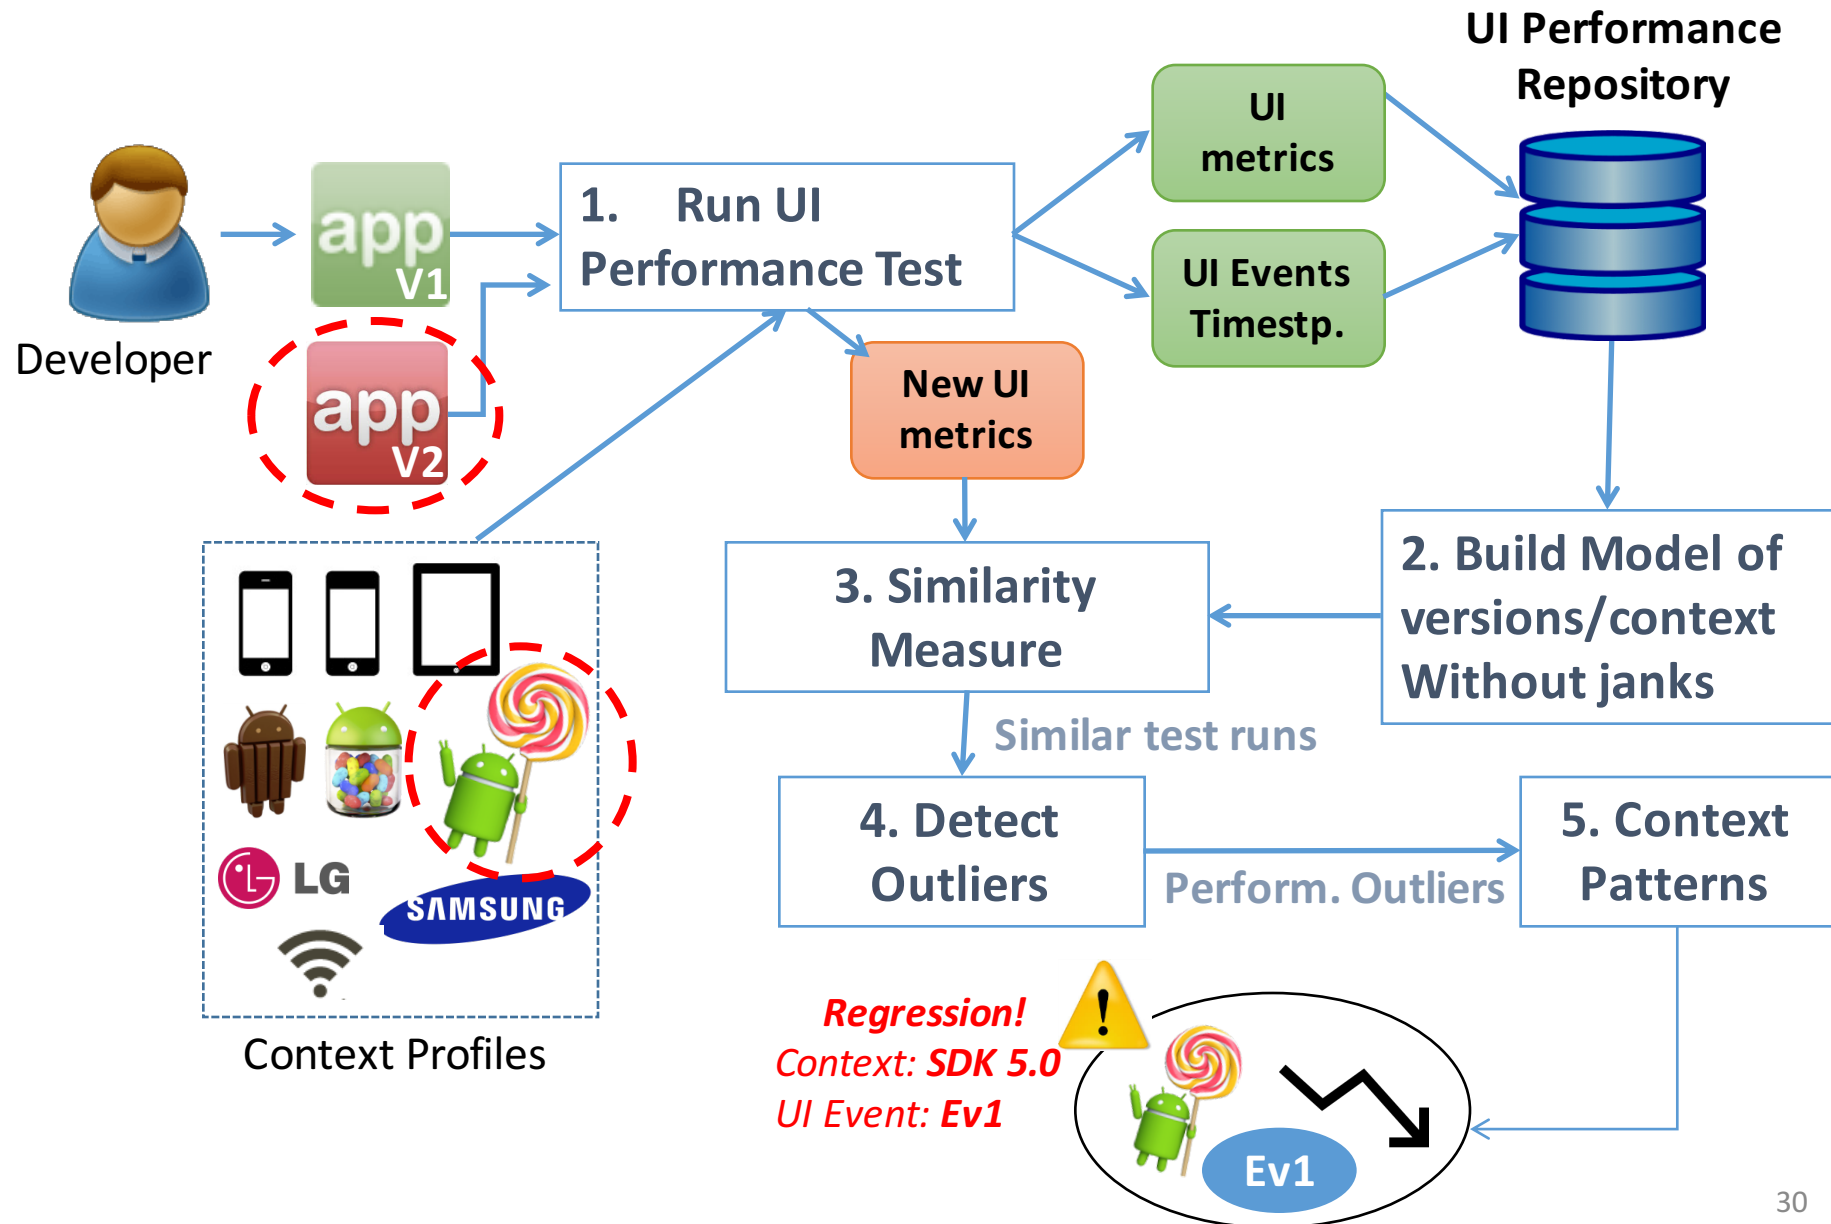 UI Performance
Repository
UI
metrics
app
V1
1. Run UI
Performance Test
UI Events
Timestp.
Developer
app
V2
New UI
metrics
3. Similarity
Measure
2. Build Model of
versions/context
Without janks
Similar test runs
4. Detect
Outliers
Perform. Outliers
5. Context
Patterns
LG
SAMSUNG
Context Profiles
Regression!
Context: SDK 5.0
UI Event: Ev1
!
Ev1
30